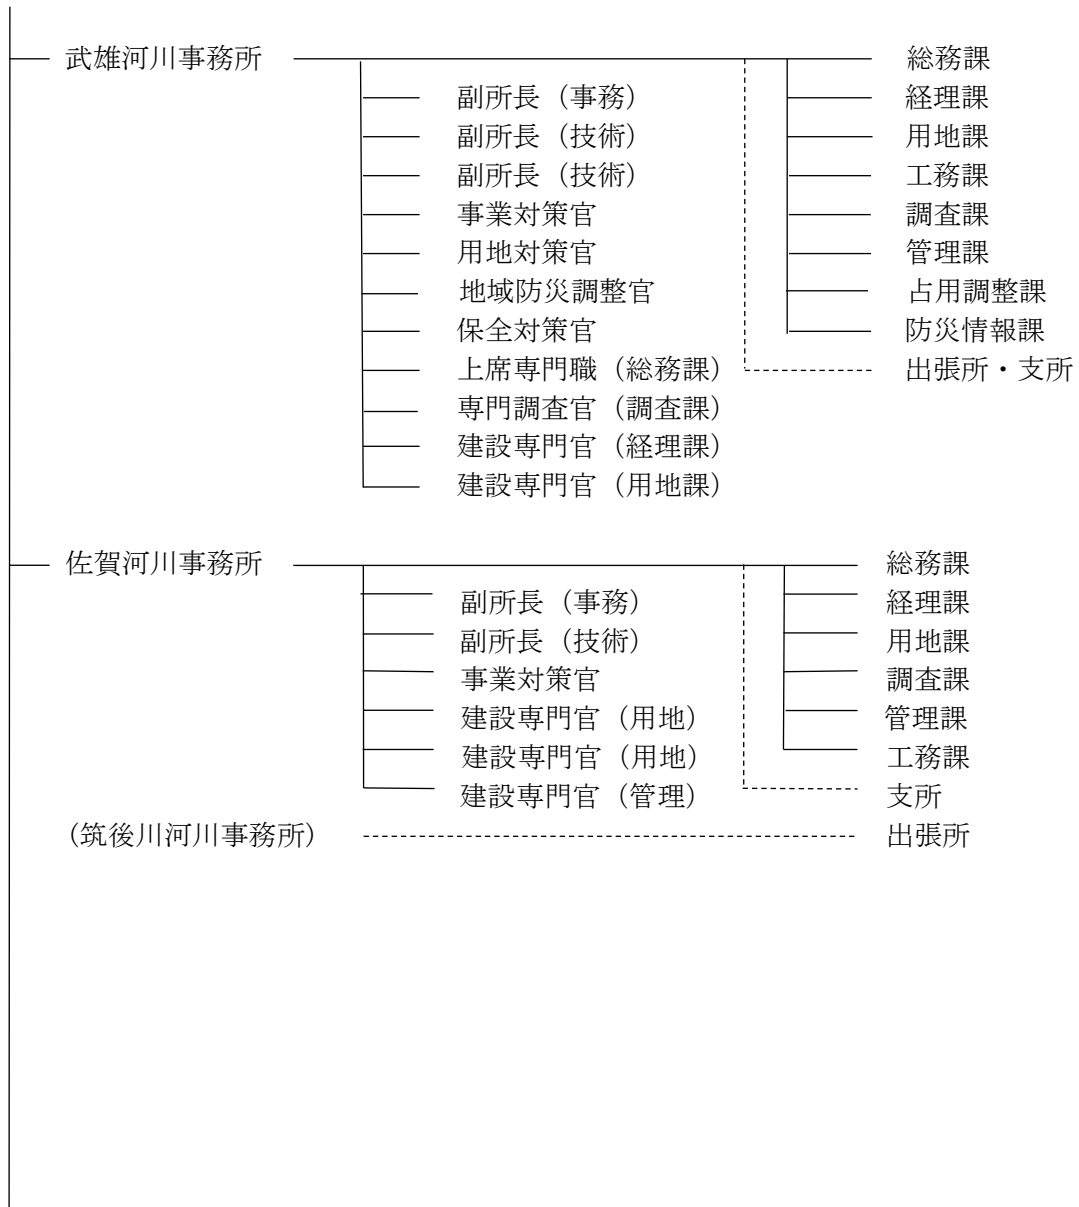 武雄河川事務所 総務課
副所長（事務） 経理課
副所長（技術） 用地課
副所長（技術） 工務課
事業対策官 調査課
用地対策官 管理課
地域防災調整官 占用調整課
保全対策官 防災情報課
上席専門職（総務課） 出張所・支所
専門調査官（調査課）
建設専門官（経理課）
建設専門官（用地課）
佐賀河川事務所 総務課
副所長（事務） 経理課
副所長（技術） 用地課
事業対策官 調査課
建設専門官（用地） 管理課
建設専門官（用地） 工務課
建設専門官（管理） 支所
(筑後川河川事務所) 出張所